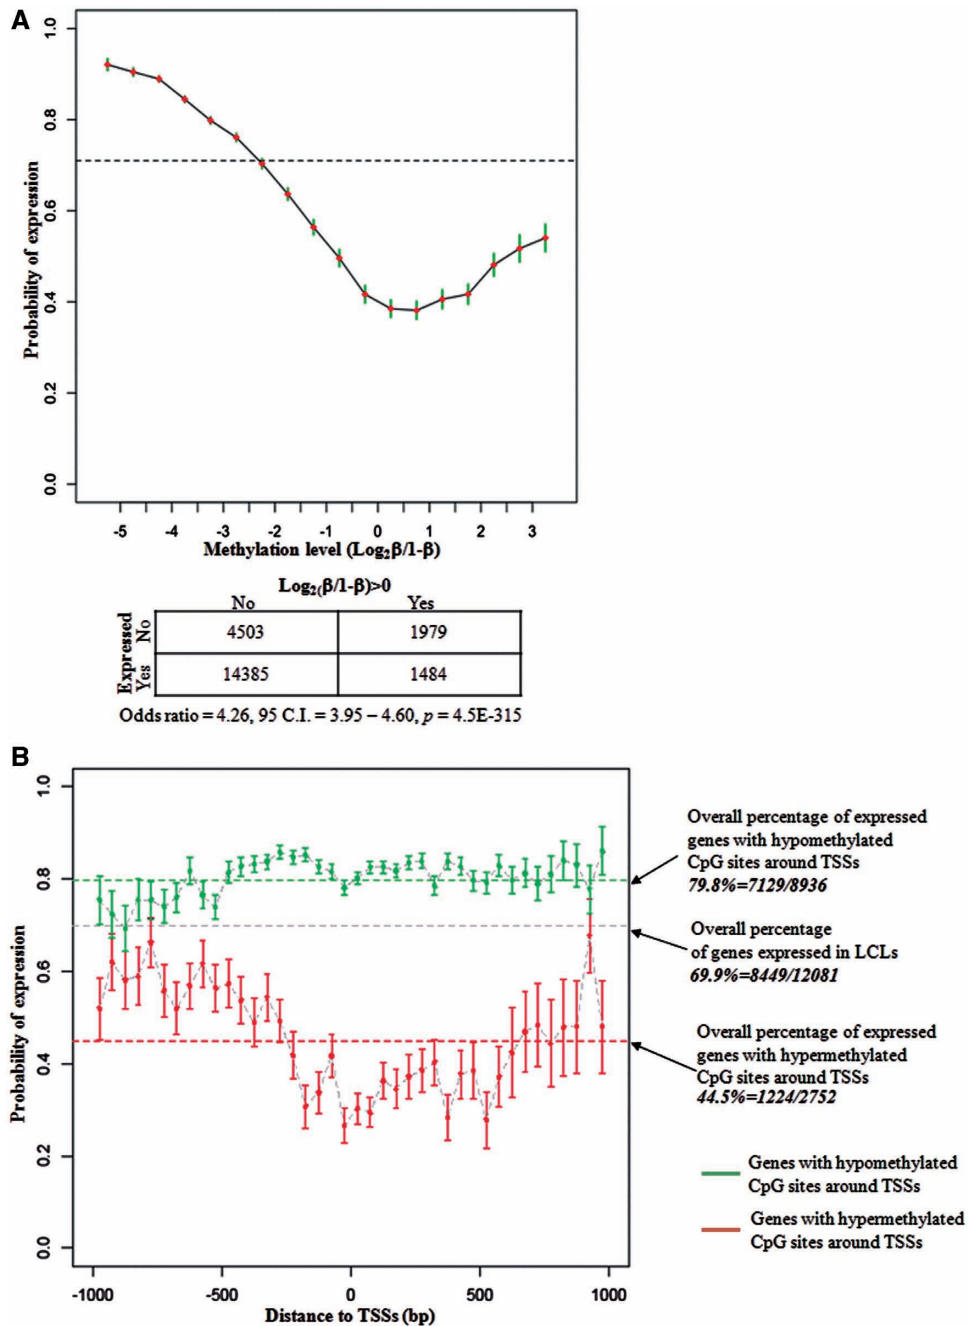 A
1.0
0.8
0.6
0.4
0.2
0.0
Probability of expression
-5 -4 -3 -2 -1 0 1 2 3
Methylation level (Log₂β/1-β)
Log₂(β/1-β)>0
No Yes
Expressed
No 4503 1979
Yes 14385 1484
Odds ratio = 4.26, 95 C.I. = 3.95 – 4.60, p = 4.5E-315
B
1.0
0.8
0.6
0.4
0.2
0.0
Probability of expression
-1000 -500 0 500 1000
Distance to TSSs (bp)
Overall percentage of expressed
genes with hypomethylated
CpG sites around TSSs
79.8%=7129/8936
Overall percentage
of genes expressed in LCLs
69.9%=8449/12081
Overall percentage of expressed
genes with hypermethylated
CpG sites around TSSs
44.5%=1224/2752
Genes with hypomethylated
CpG sites around TSSs
Genes with hypermethylated
CpG sites around TSSs